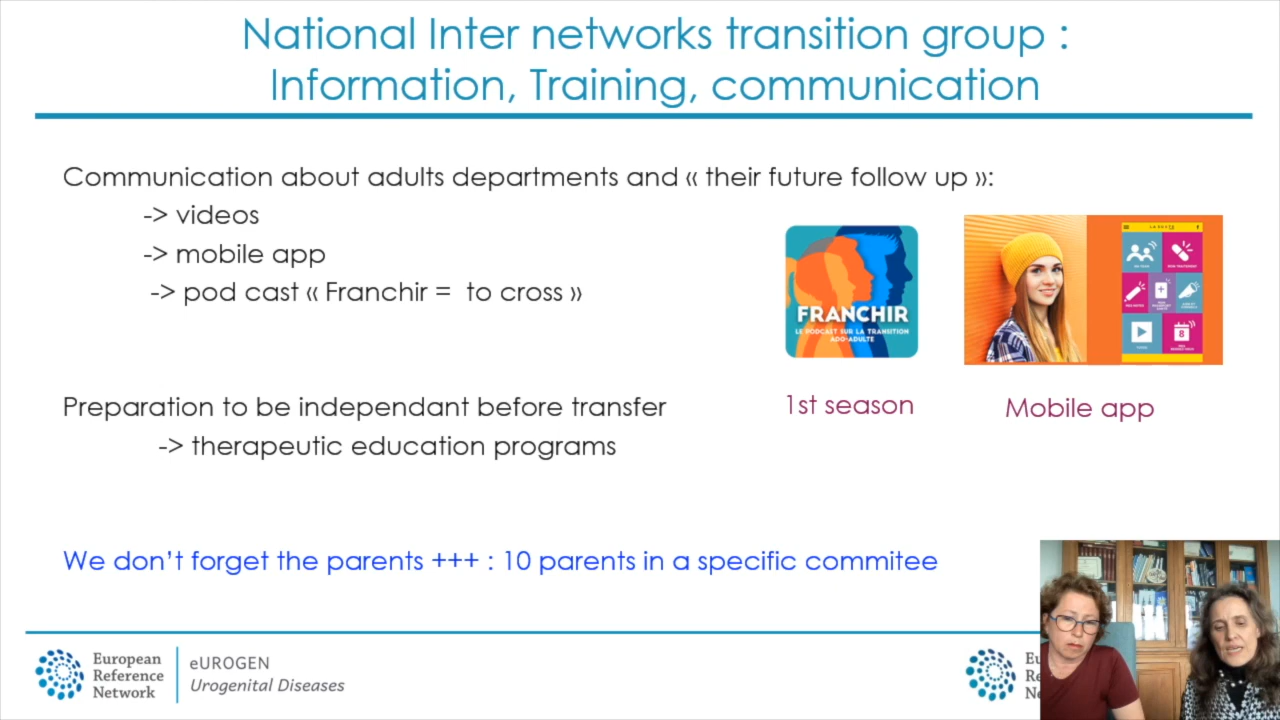 National Inter networks transition group :
Information, Training, communication
Communication about adults departments and « their future follow up »:
-> videos
-> mobile app
-> pod cast « Franchir = to cross »
FRANCHIR
LE PODCAST SUR LA TRANSITION
ADO-ADULTE
8
1st season
Mobile app
Preparation to be independant before transfer
-> therapeutic education programs
We don't forget the parents +++ : 10 parents in a specific commitee
European
Reference
Network
eUROGEN
Urogenital Diseases